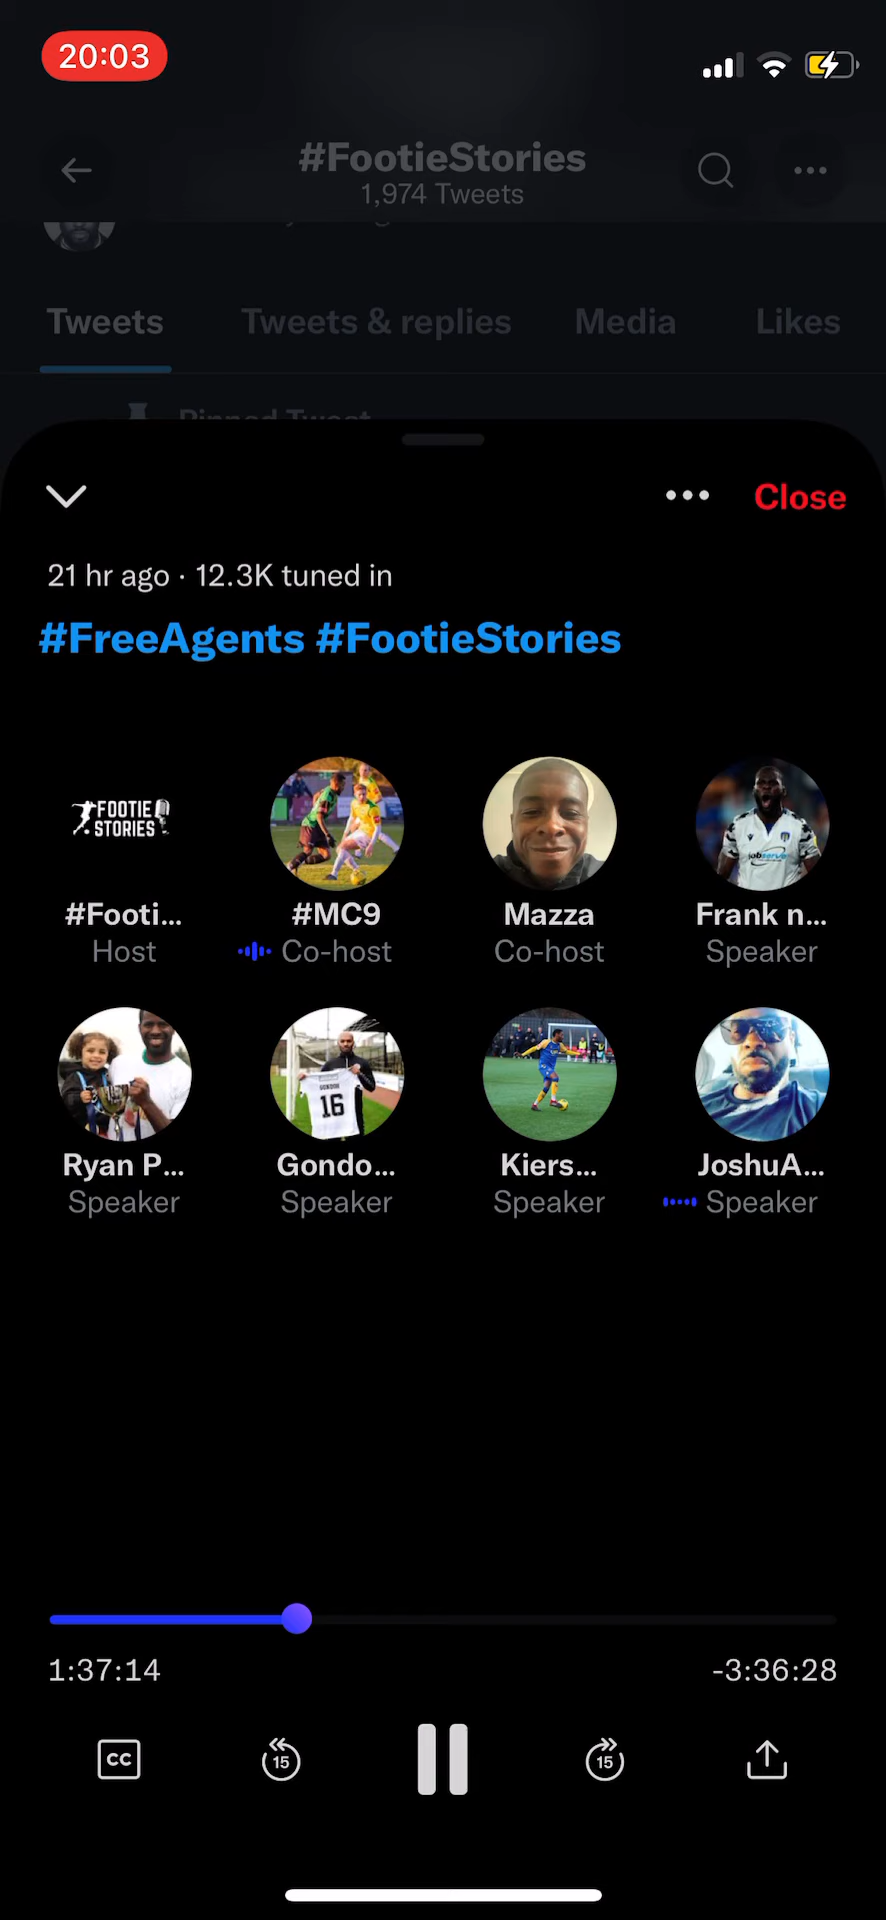 20:03
#FootieStories
1,974 Tweets
Tweets Tweets & replies Media Likes
Pinned Tweet
Close
21 hr ago · 12.3K tuned in
#FreeAgents #FootieStories
FOOTIE
STORIES
#Footi... #MC9 Mazza Frank n...
Host Co-host Co-host Speaker
16
Ryan P... Gondo... Kiers... JoshuA...
Speaker Speaker Speaker Speaker
1:37:14 -3:36:28
CC 15 15